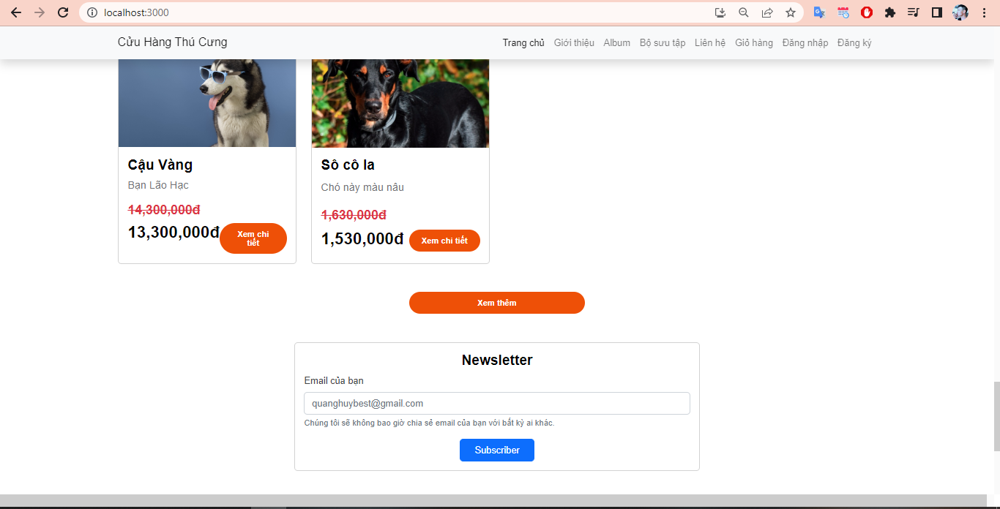 localhost:3000
Cửu Hàng Thú Cưng
Trang chủ Giới thiệu Album Bộ sưu tập Liên hệ Giỏ hàng Đăng nhập Đăng ký
Cậu Vàng
Bạn Lão Hạc
14,300,000đ
13,300,000đ
Xem chi
tiết
Sô cô la
Chó này màu nâu
1,630,000đ
1,530,000đ
Xem chi tiết
Xem thêm
Newsletter
Email của bạn
quanghuybest@gmail.com
Chúng tôi sẽ không bao giờ chia sẻ email của bạn với bất kỳ ai khác.
Subscriber